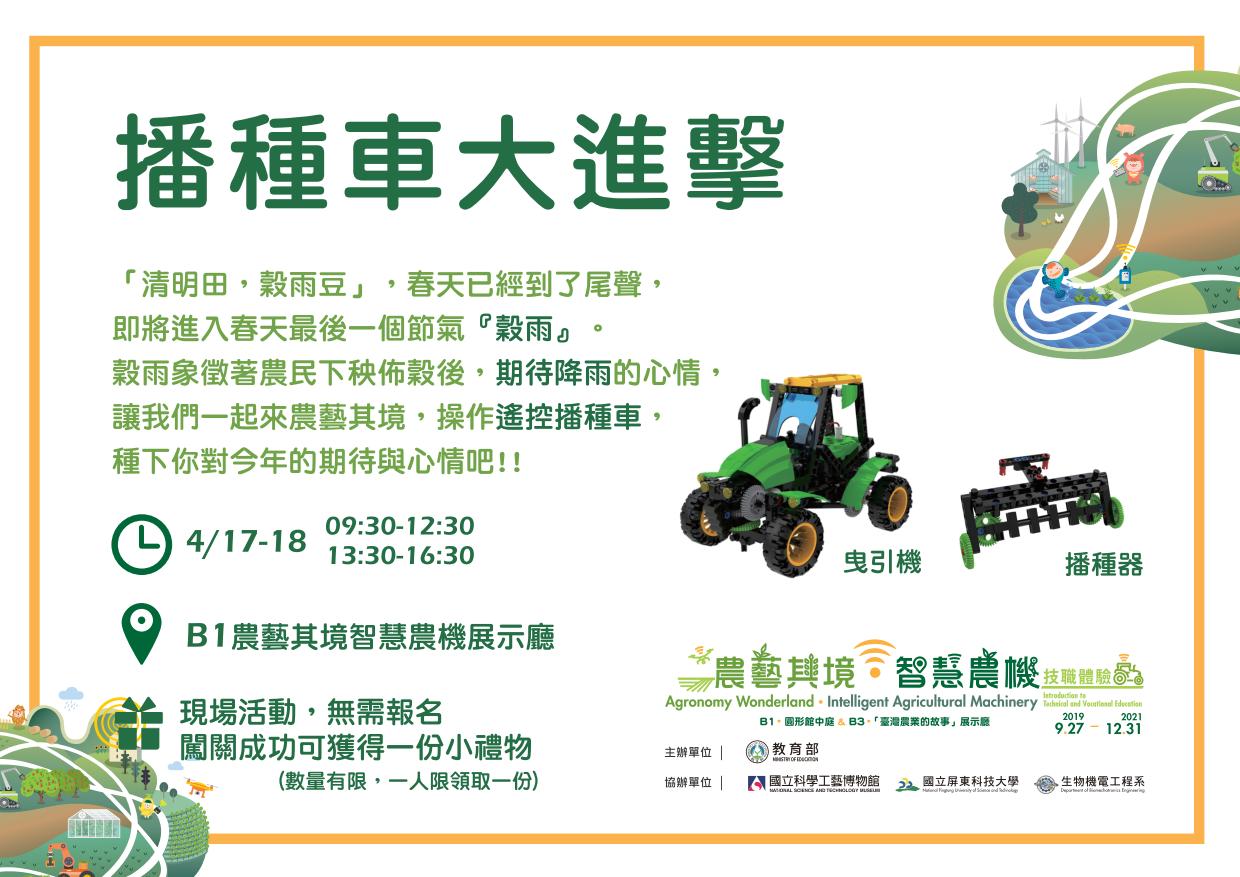 播種車大進擊
「清明田，穀雨豆」，春天已經到了尾聲，
即將進入春天最後一個節氣『穀雨』。
穀雨象徵著農民下秧佈穀後，期待降雨的心情，
讓我們一起來農藝其境，操作遙控播種車，
種下你對今年的期待與心情吧!!
4/17-18
09:30-12:30
13:30-16:30
B1農藝其境智慧農機展示廳
現場活動，無需報名
闖關成功可獲得一份小禮物
(數量有限，一人限領取一份)
曳引機
播種器
農藝其境 智慧農機 技職體驗
Agronomy Wonderland・Intelligent Agricultural Machinery
Introduction to
Technical and Vocational Education
B1・圓形館中庭 & B3・「臺灣農業的故事」展示廳
2019 2021
9.27 – 12.31
主辦單位｜ 教育部
MINISTRY OF EDUCATION
協辦單位｜ 國立科學工藝博物館 國立屏東科技大學 生物機電工程系
NATIONAL SCIENCE AND TECHNOLOGY MUSEUM National Pingtung University of Science and Technology Department of Biomechatronics Engineering